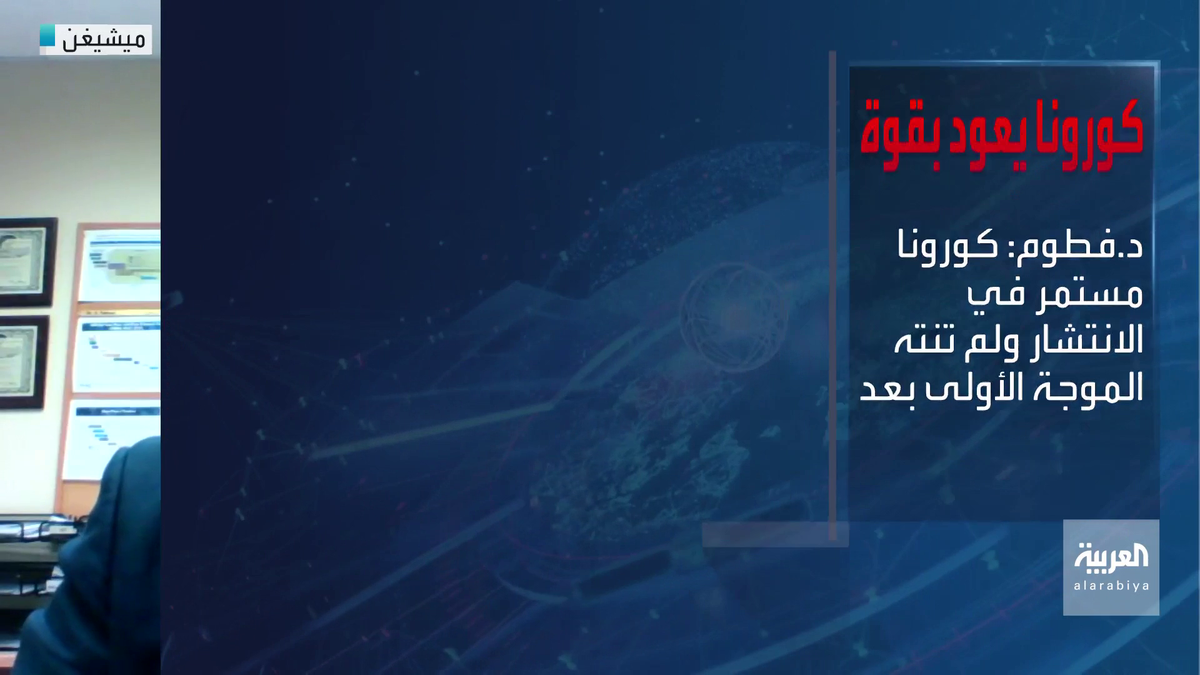 ميشيغن
كورونا يعود بقوة
د.فطوم: كورونا
مستمر في
الانتشار ولم تنته
الموجة الأولى بعد
العربية
alarabiya